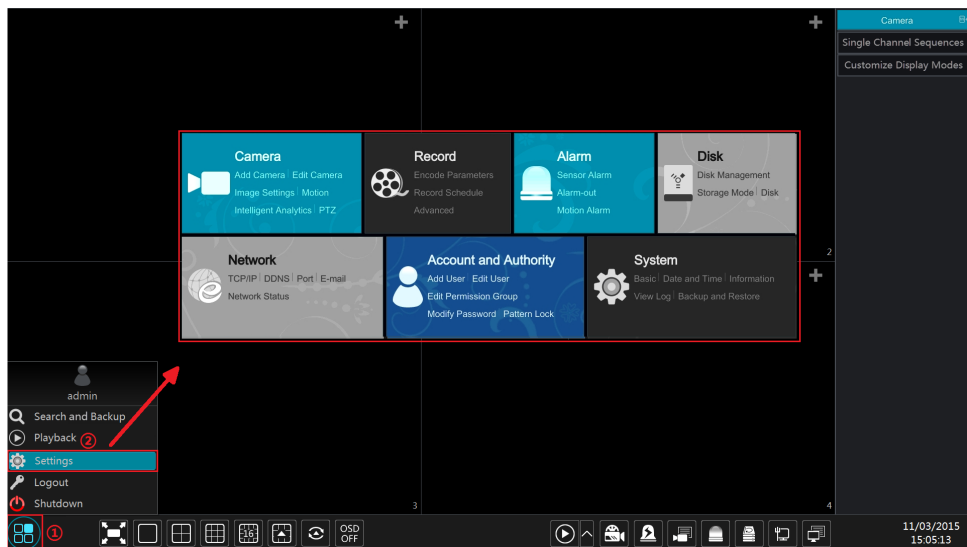 Camera
Single Channel Sequences
Customize Display Modes
Camera
Add Camera Edit Camera
Image Settings Motion
Intelligent Analytics PTZ
Record
Encode Parameters
Record Schedule
Advanced
Alarm
Sensor Alarm
Alarm-out
Motion Alarm
Disk
Disk Management
Storage Mode Disk
Network
TCP/IP DDNS Port E-mail
Network Status
Account and Authority
Add User Edit User
Edit Permission Group
Modify Password Pattern Lock
System
Basic Date and Time Information
View Log Backup and Restore
2
admin
Search and Backup
Playback ②
Settings
Logout
Shutdown
3
4
①
16
OSD
OFF
11/03/2015
15:05:13